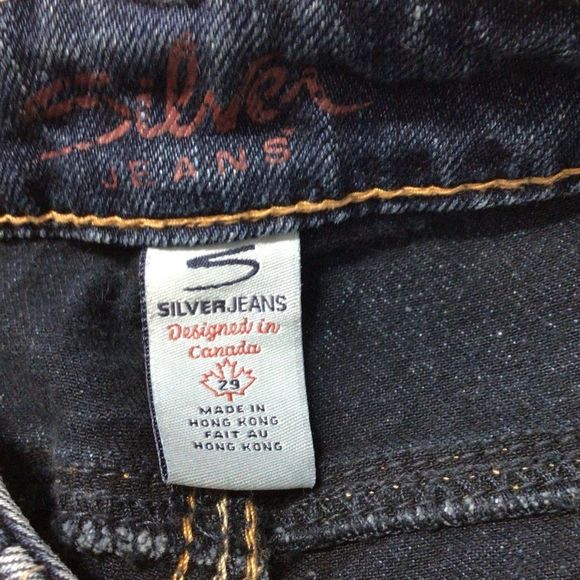 Silver
JEANS
S
SILVERJEANS
Designed in
Canada
29
MADE IN
HONG KONG
FAIT AU
HONG KONG